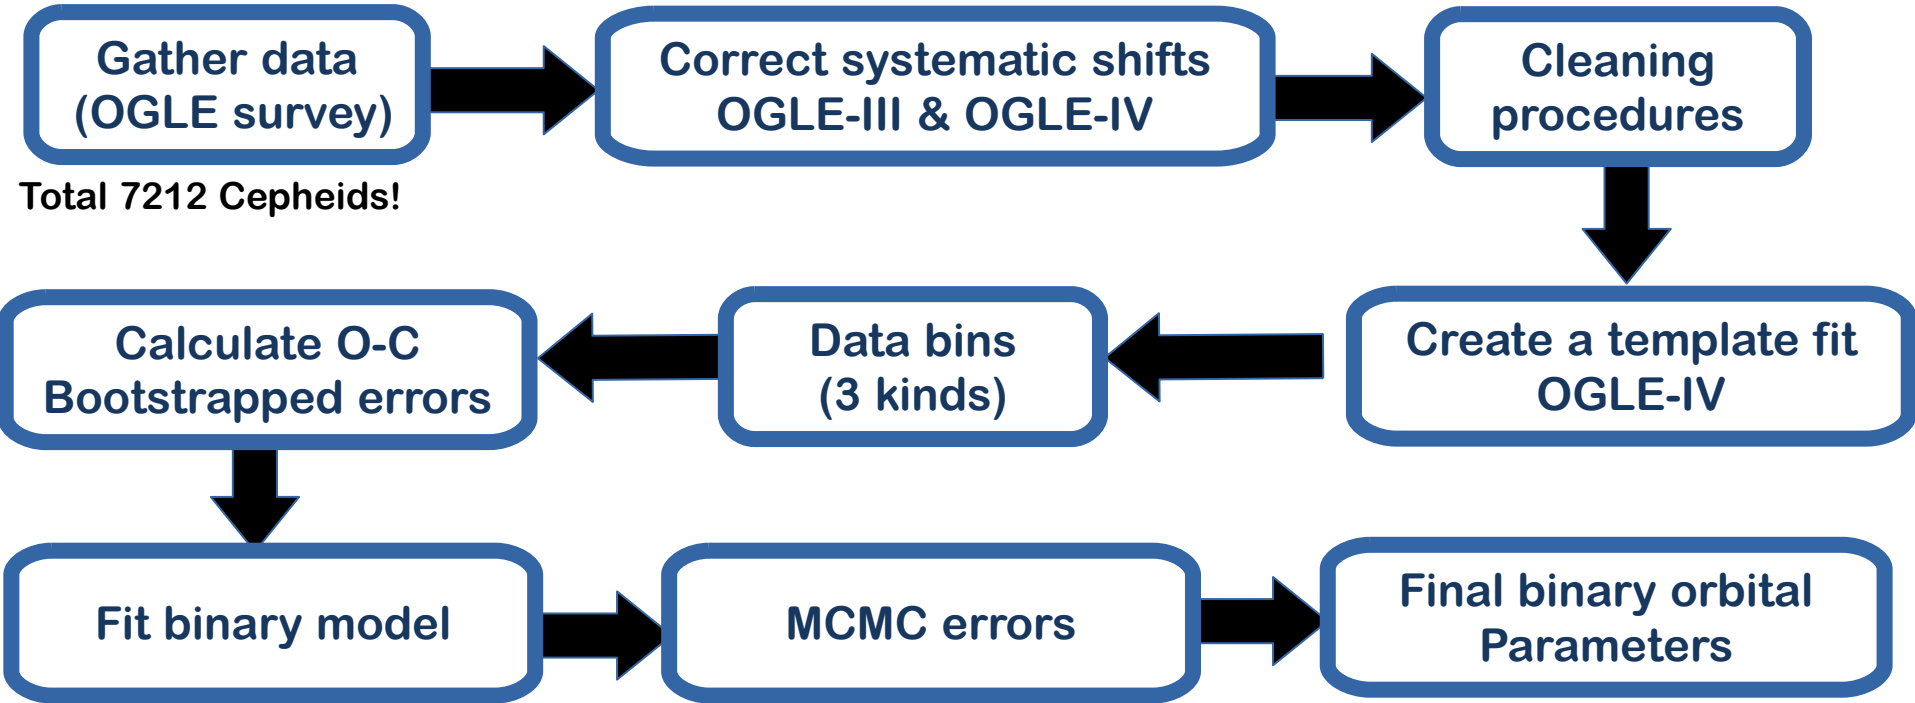 Gather data
(OGLE survey)
Correct systematic shifts
OGLE-III & OGLE-IV
Cleaning
procedures
Total 7212 Cepheids!
Create a template fit
OGLE-IV
Data bins
(3 kinds)
Calculate O-C
Bootstrapped errors
Fit binary model
MCMC errors
Final binary orbital
Parameters